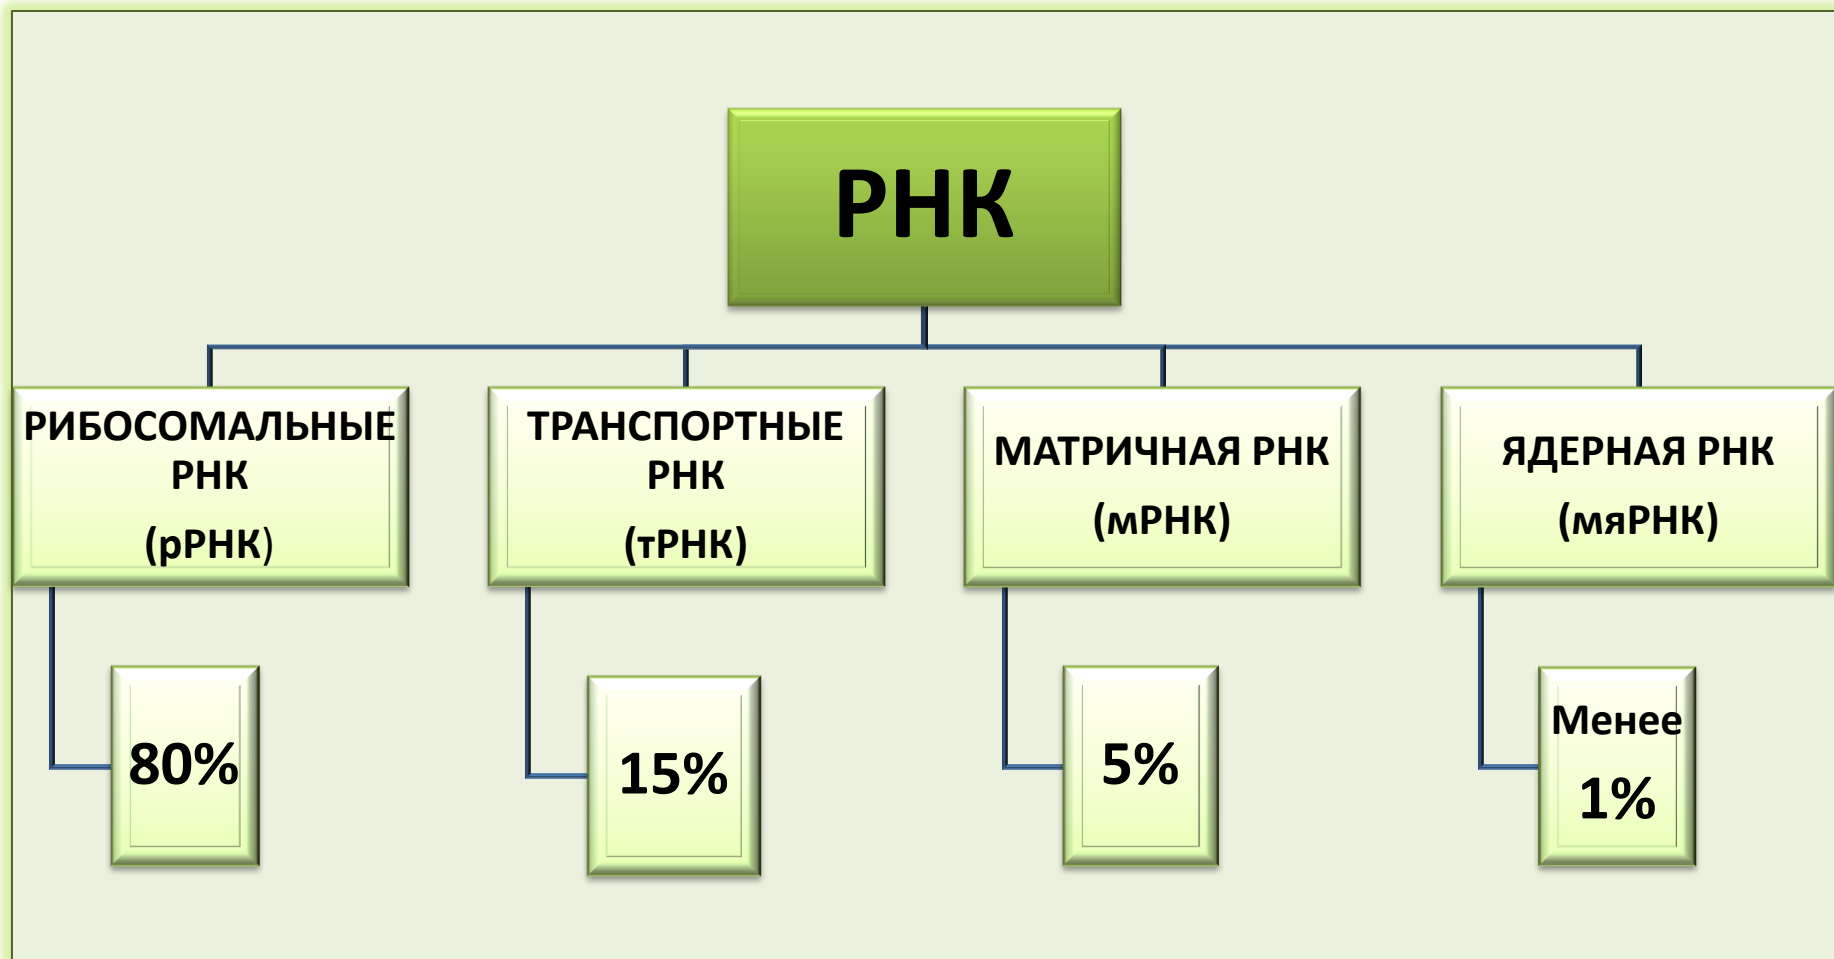 РНК
РИБОСОМАЛЬНЫЕ
РНК
(рРНК)
ТРАНСПОРТНЫЕ
РНК
(тРНК)
МАТРИЧНАЯ РНК
(мРНК)
ЯДЕРНАЯ РНК
(мяРНК)
80%
15%
5%
Менее
1%